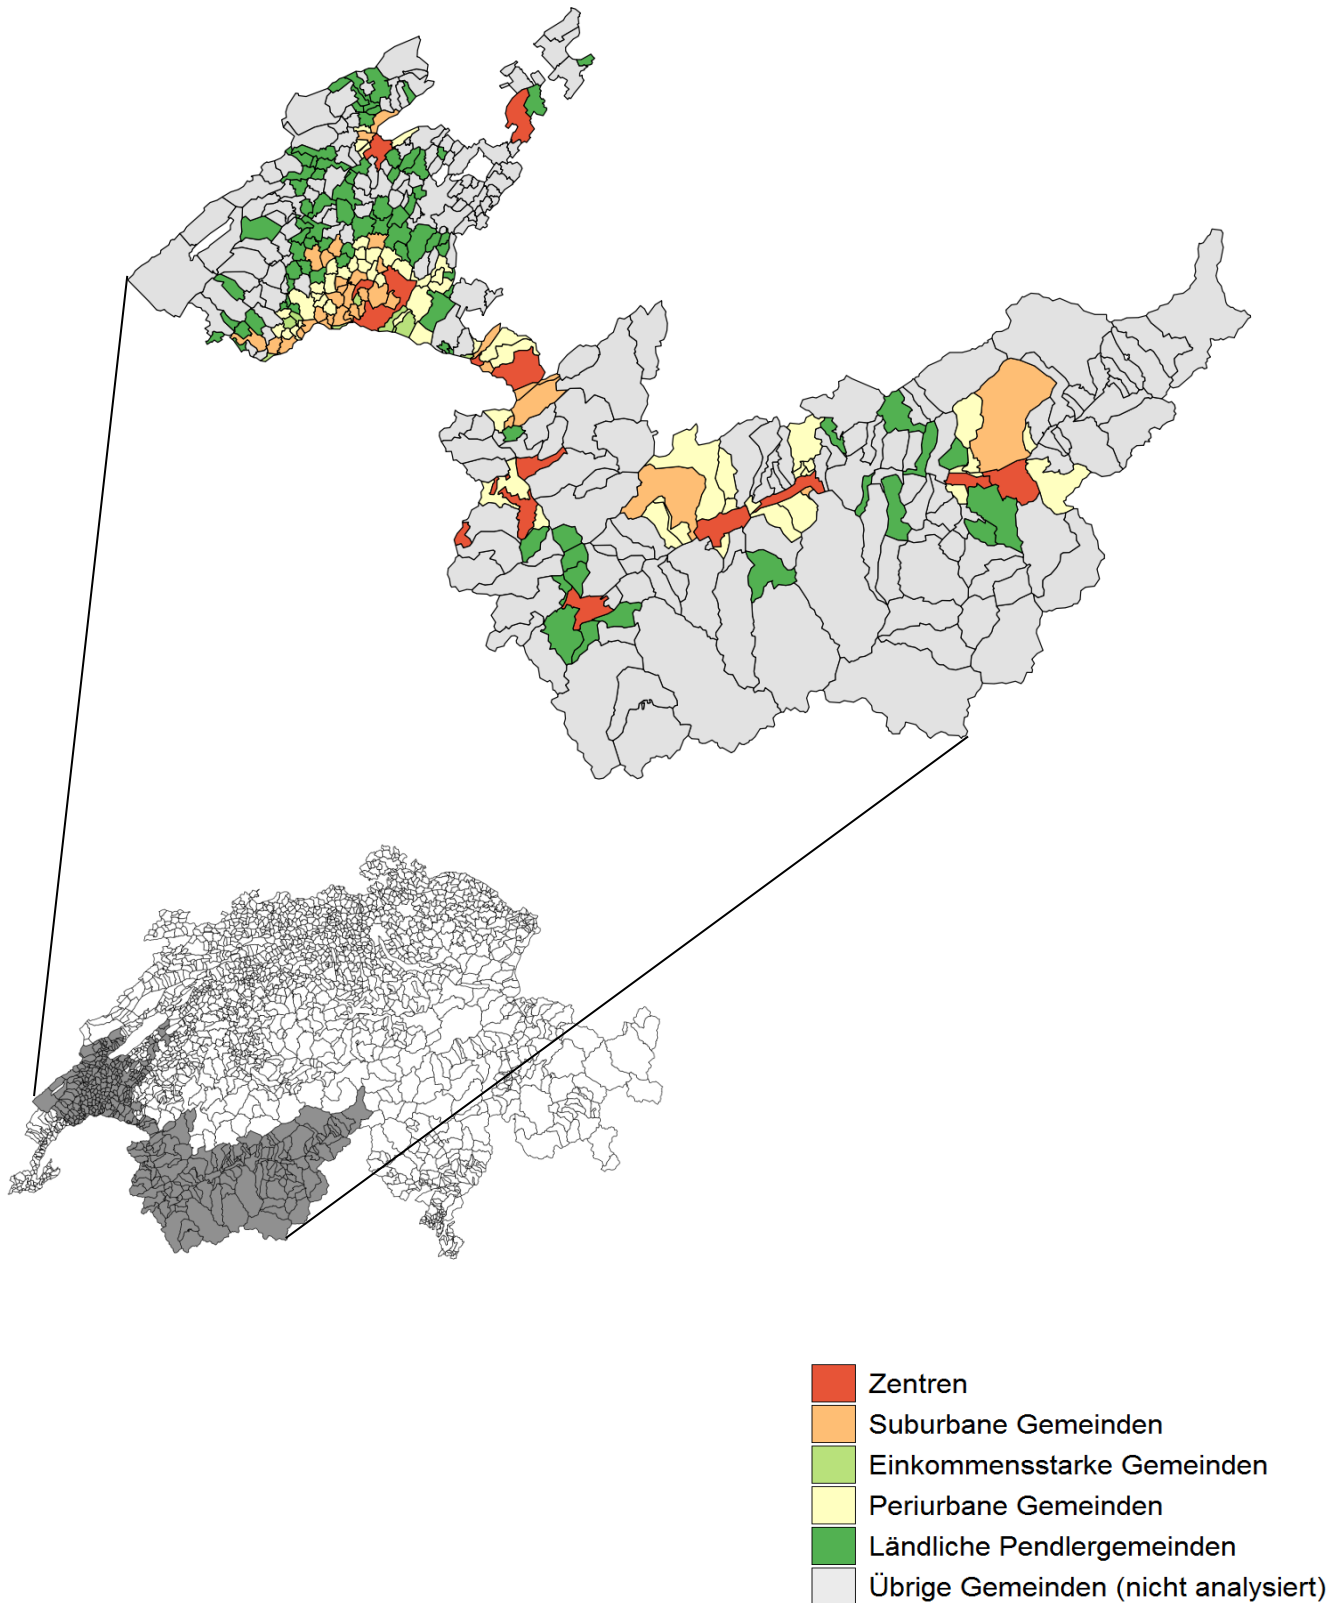 Zentren
Suburbane Gemeinden
Einkommensstarke Gemeinden
Periurbane Gemeinden
Ländliche Pendlergemeinden
Übrige Gemeinden (nicht analysiert)